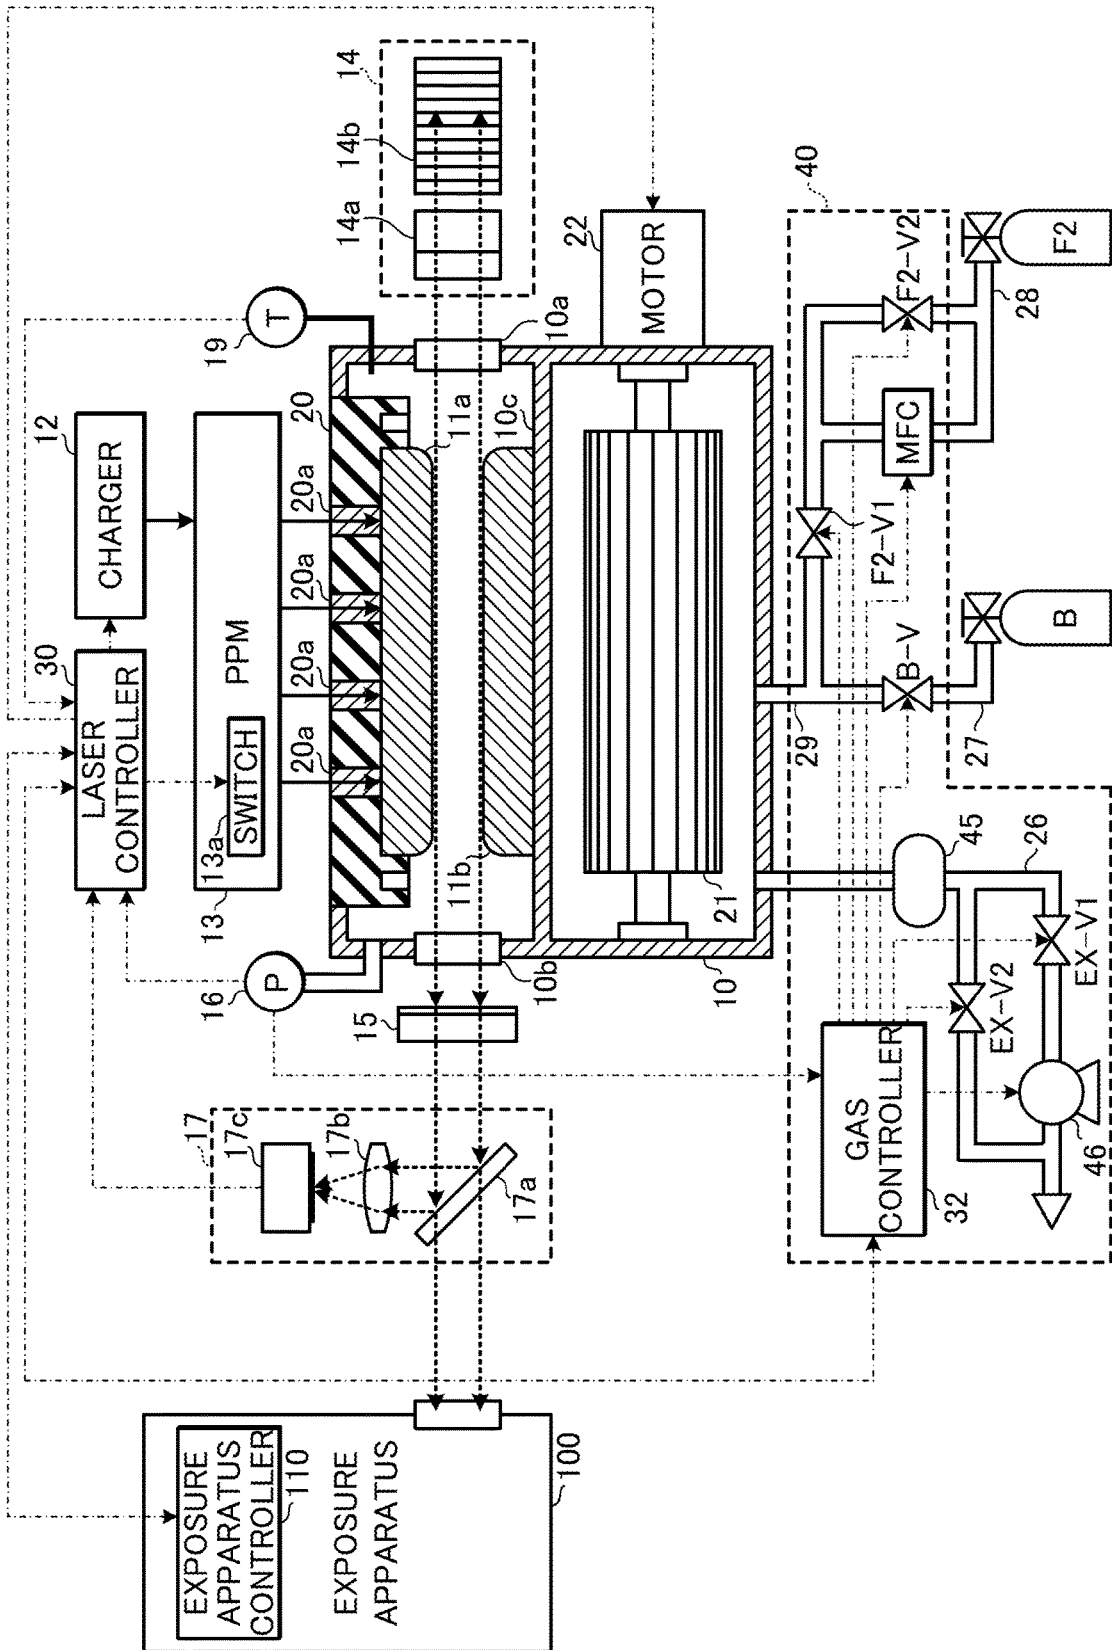 30
LASER
CONTROLLER
12
CHARGER
13
13a
SWITCH
PPM
16
P
19
T
20
20a
20a
20a
20a
11a
11b
10a
10b
10c
10
14
14a
14b
15
17
17a
17b
17c
21
22
MOTOR
EXPOSURE
APPARATUS
CONTROLLER
110
EXPOSURE
APPARATUS
100
GAS
CONTROLLER
32
40
45
26
EX-V1
EX-V2
46
29
B-V
27
B
F2-V1
MFC
F2-V2
28
F2